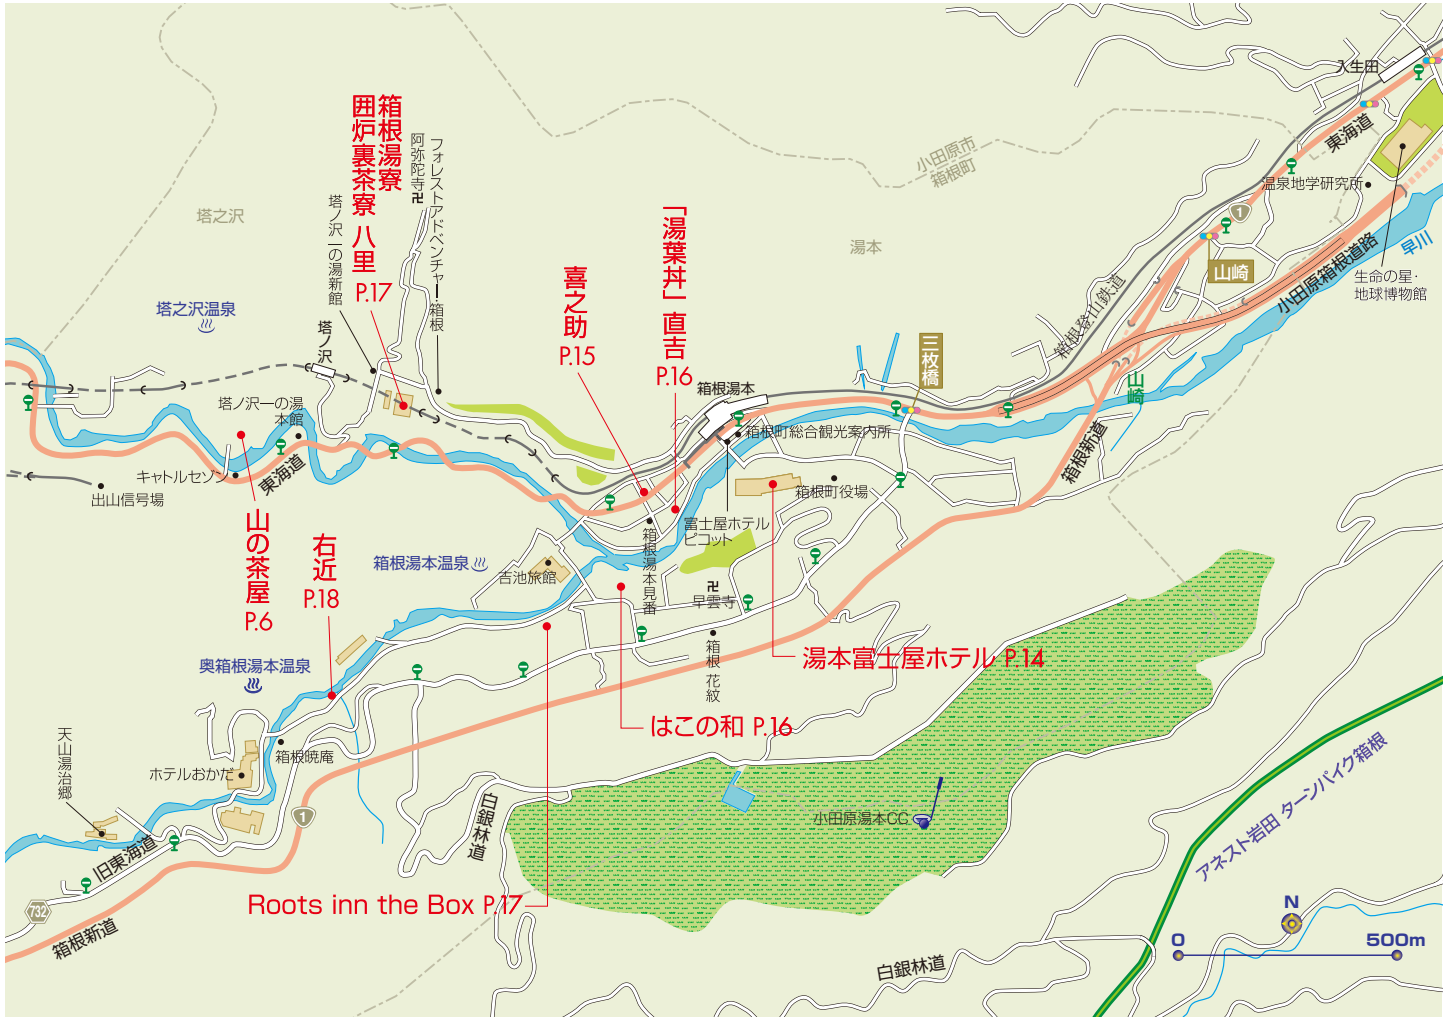 入生田
東海道
小田原市
箱根町
温泉地学研究所
1
早川
生命の星・
地球博物館
小田原箱根道路
山崎
箱根登山鉄道
山崎
三枚橋
湯本
塔之沢
箱根湯寮
囲炉裏茶寮 八里
P.17
阿弥陀寺卍
フォレストアドベンチャー・箱根
塔ノ沢一の湯新館
塔之沢温泉
塔ノ沢
「湯葉丼」直吉
P.16
喜之助
P.15
箱根湯本
箱根町総合観光案内所
箱根町役場
箱根新道
塔ノ沢一の湯
本館
キャトルセゾン
東海道
出山信号場
山の茶屋
P.6
右近
P.18
箱根湯本温泉
吉池旅館
富士屋ホテル
ピコット
箱根湯本見番
卍
早雲寺
箱根 花紋
湯本富士屋ホテル P.14
はこの和 P.16
奥箱根湯本温泉
天山湯治郷
ホテルおかだ
箱根暁庵
1
旧東海道
白銀林道
小田原湯本CC
アネスト岩田 ターンパイク箱根
Roots inn the Box P.17
732
箱根新道
白銀林道
N
0
500m